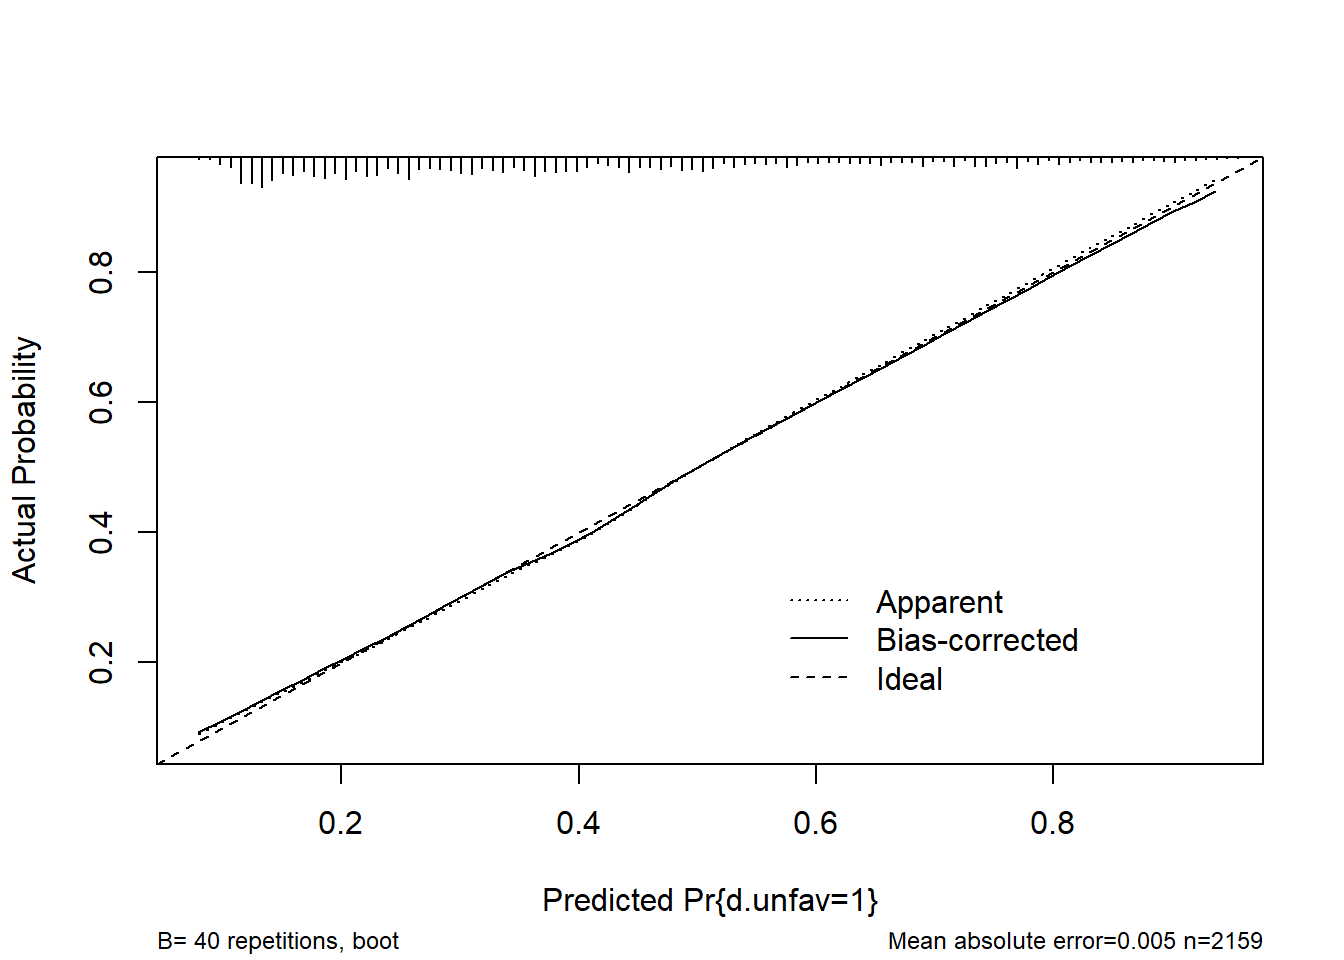 Actual Probability
0.8
0.6
0.4
0.2
Apparent
Bias-corrected
Ideal
0.2 0.4 0.6 0.8
Predicted Pr{d.unfav=1}
B= 40 repetitions, boot
Mean absolute error=0.005 n=2159